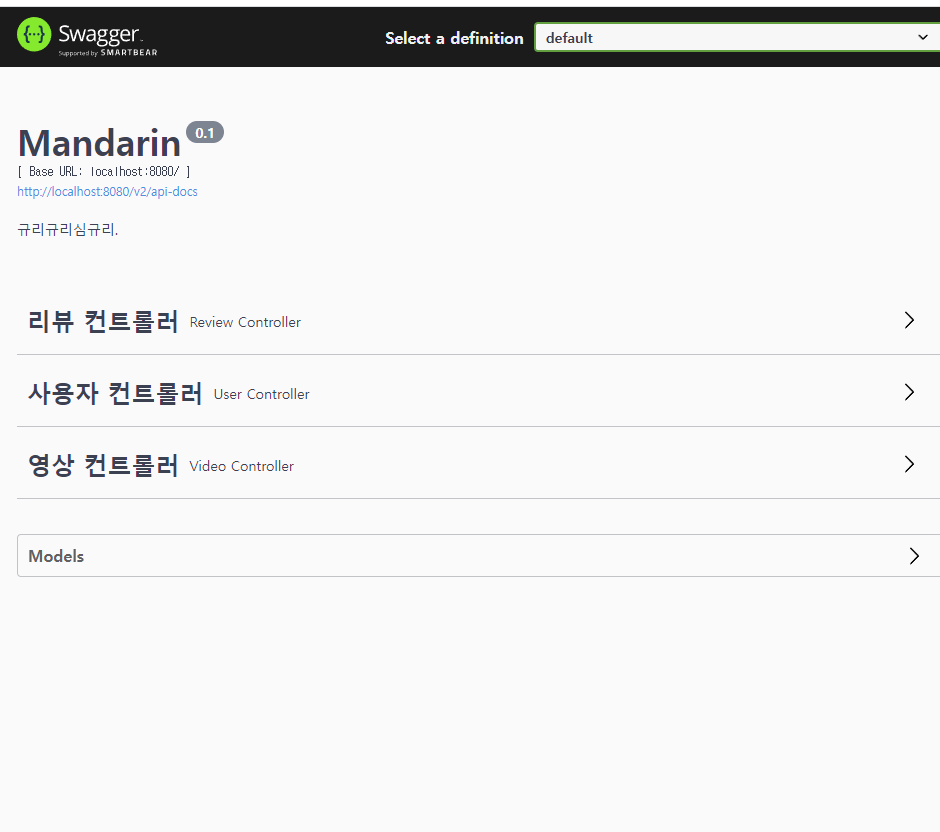 Swagger.
Supported by SMARTBEAR
Select a definition
default
Mandarin 0.1
[ Base URL: localhost:8080/ ]
http://localhost:8080/v2/api-docs
규리규리심규리.
리뷰 컨트롤러 Review Controller
사용자 컨트롤러 User Controller
영상 컨트롤러 Video Controller
Models